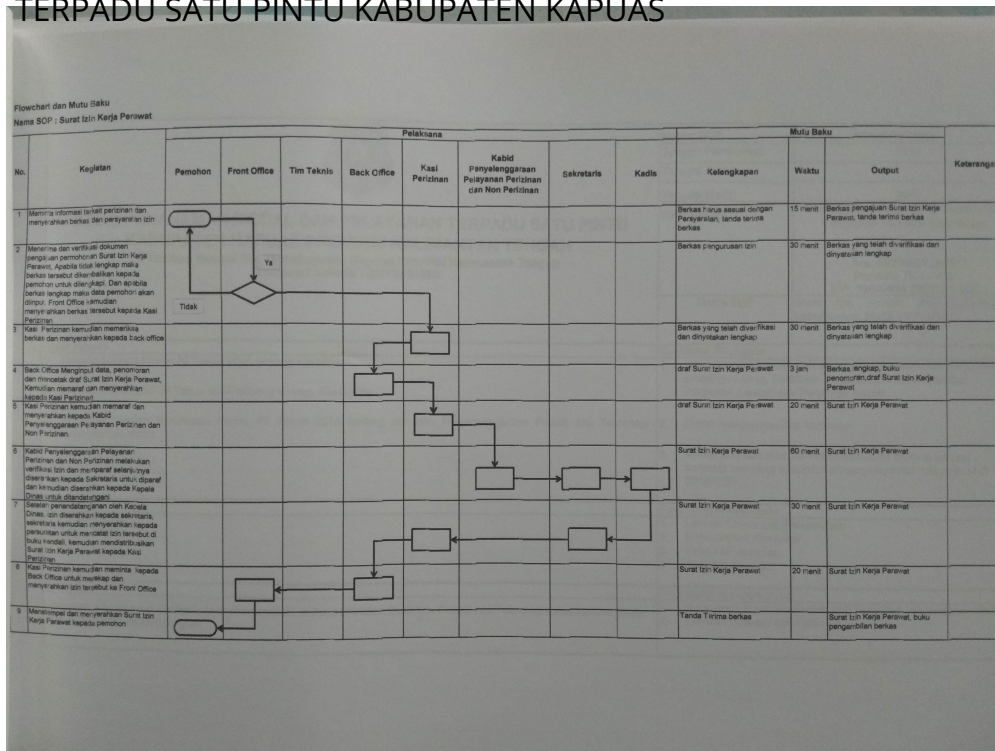 TERPADU SATU PINTU KABUPATEN KAPUAS
Flowchart dan Mutu Baku
Nama SOP : Surat Izin Kerja Perawat
Pelaksana
Mutu Baku
No.
Kegiatan
Pemohon
Front Office
Tim Teknis
Back Office
Kasi
Perizinan
Kabid
Penyelenggaraan
Pelayanan Perizinan
dan Non Perizinan
Sekretaris
Kadis
Kelengkapan
Waktu
Output
Keteranga
1
Meminta informasi terkait perizinan dan
menyerahkan berkas dan persyaratan izin
Berkas harus sesuai dengan
Persyaratan, tanda terima
berkas
15 menit
Berkas pengajuan Surat Izin Kerja
Perawat, tanda terima berkas
2
Menerima dan verifikasi dokumen
pengajuan permohonan Surat Izin Kerja
Perawat, Apabila tidak lengkap maka
berkas tersebut dikembalikan kepada
pemohon untuk dilengkapi. Dan apabila
berkas lengkap maka data pemohon akan
diinput. Front Office kemudian
menyerahkan berkas tersebut kepada Kasi
Perizinan
Ya
Tidak
Berkas pengurusan izin
30 menit
Berkas yang telah diverifikasi dan
dinyatakan lengkap
3
Kasi Perizinan kemudian memeriksa
berkas dan menyerahkan kepada back office
Berkas yang telah diverifikasi
dan dinyatakan lengkap
30 menit
Berkas yang telah diverifikasi dan
dinyatakan lengkap
4
Back Office Menginput data, penomoran
dan mencetak draf Surat Izin Kerja Perawat,
Kemudian memaraf dan menyerahkan
kepada Kasi Perizinan
draf Surat Izin Kerja Perawat
3 jam
Berkas lengkap, buku
penomoran,draf Surat Izin Kerja
Perawat
5
Kasi Perizinan kemudian memaraf dan
menyerahkan kepada Kabid
Penyelenggaraan Pelayanan Perizinan dan
Non Perizinan.
draf Surat Izin Kerja Perawat
20 menit
Surat Izin Kerja Perawat
6
Kabid Penyelenggaraan Pelayanan
Perizinan dan Non Perizinan melakukan
verifikasi izin dan memparaf selanjutnya
diserahkan kepada Sekretaris untuk diparaf
dan kemudian diserahkan kepada Kepala
Dinas untuk ditandatangani
Surat Izin Kerja Perawat
60 menit
Surat Izin Kerja Perawat
7
Setelah penandatanganan oleh Kepala
Dinas, izin diserahkan kepada sekretaris,
sekretaris kemudian menyerahkan kepada
untuk mencatat izin tersebut di
buku kendali, kemudian mendistribusikan
Surat Izin Kerja Perawat kepada Kasi
Perizinan
Surat Izin Kerja Perawat
30 menit
Surat Izin Kerja Perawat
8
Kasi Perizinan kemudian meminta kepada
Back Office untuk merekap dan
menyerahkan izin tersebut ke Front Office
Surat Izin Kerja Perawat
20 menit
Surat Izin Kerja Perawat
9
Menstempel dan menyerahkan Surat Izin
Kerja Perawat kepada pemohon
Tanda Terima berkas
Surat Izin Kerja Perawat, buku
pengambilan berkas